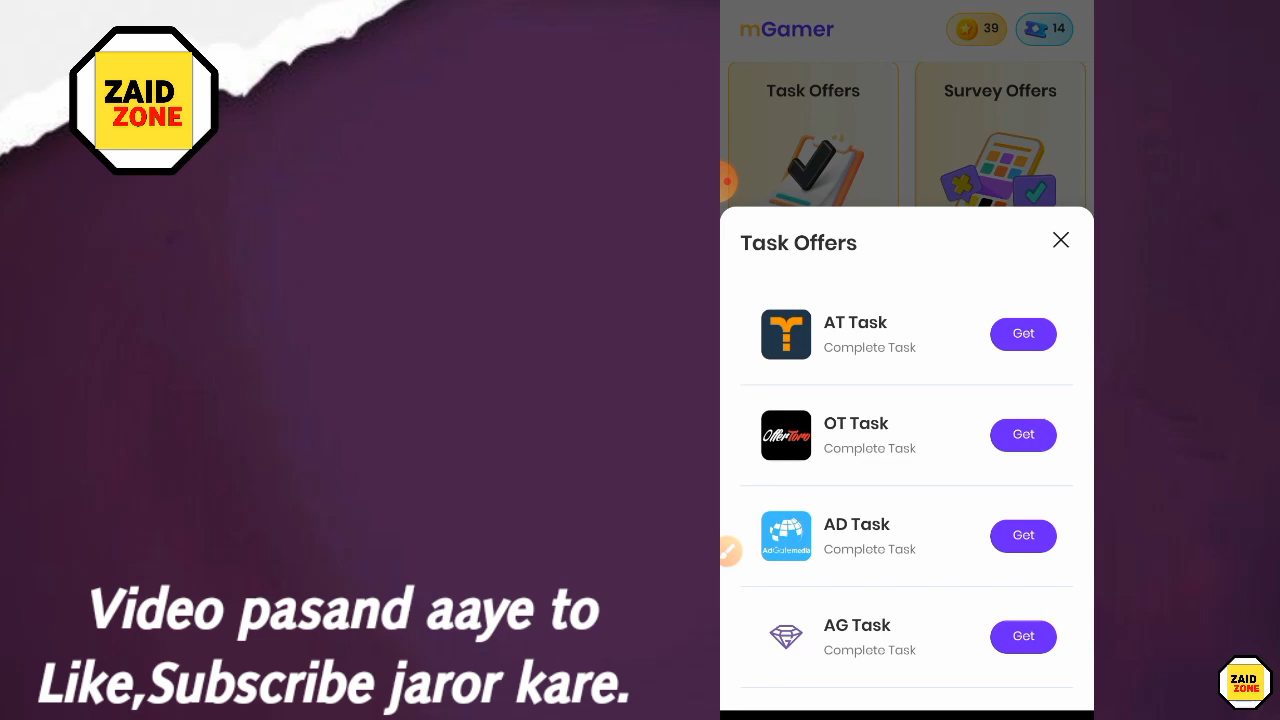 ZAID
ZONE
mGamer
39
14
Task Offers
Survey Offers
Task Offers
AT Task
Complete Task
Get
OfferToro
OT Task
Complete Task
Get
AdGatemedia
AD Task
Complete Task
Get
AG Task
Complete Task
Get
Video pasand aaye to
Like,Subscribe jaror kare.
ZAID
ZONE